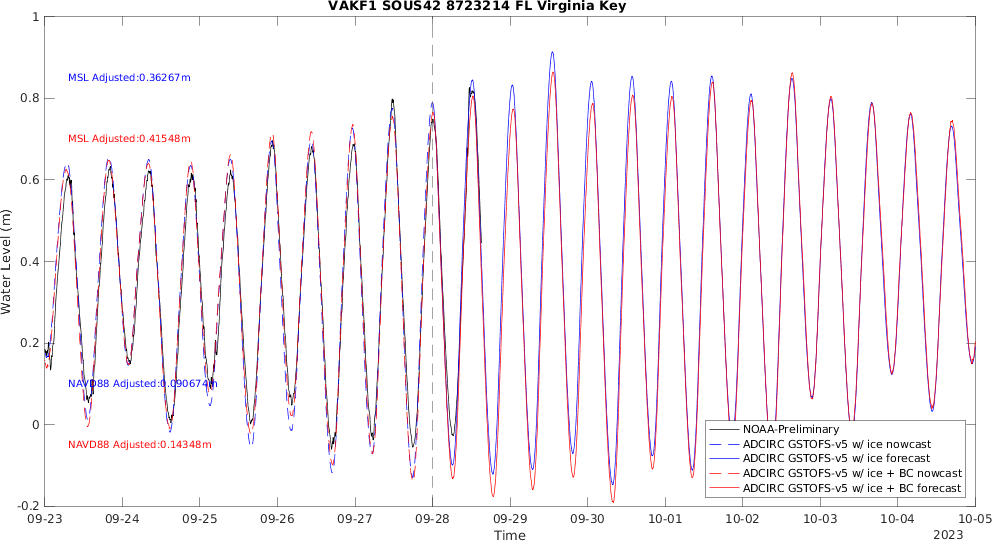 VAKF1 SOUS42 8723214 FL Virginia Key
1
MSL Adjusted:0.36267m
0.8
MSL Adjusted:0.41548m
0.6
Water Level (m)
0.4
0.2
NAVD88 Adjusted:0.090674m
0
NAVD88 Adjusted:0.14348m
NOAA-Preliminary
ADCIRC GSTOFS-v5 w/ ice nowcast
ADCIRC GSTOFS-v5 w/ ice forecast
ADCIRC GSTOFS-v5 w/ ice + BC nowcast
ADCIRC GSTOFS-v5 w/ ice + BC forecast
-0.2
09-23 09-24 09-25 09-26 09-27 09-28 09-29 09-30 10-01 10-02 10-03 10-04 10-05
Time
2023